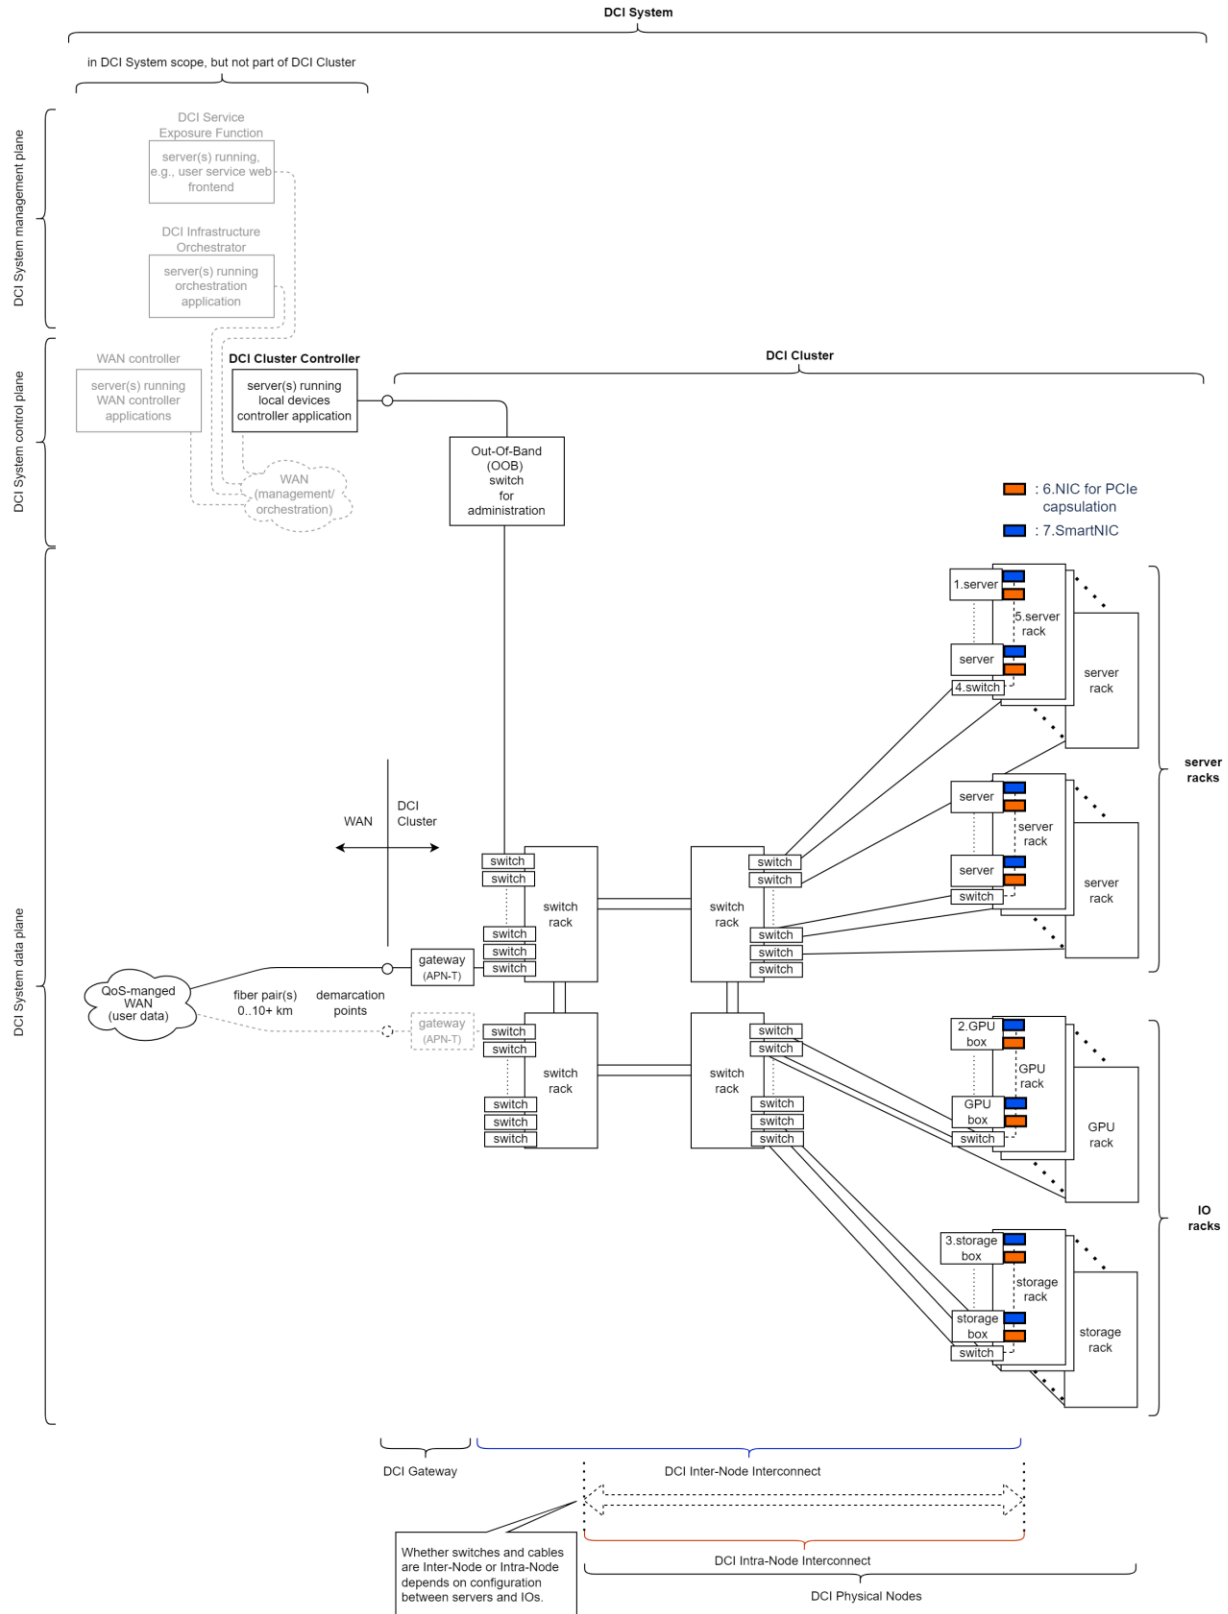 DCI System
in DCI System scope, but not part of DCI Cluster
DCI System management plane
DCI Service
Exposure Function
server(s) running,
e.g., user service web
frontend
DCI Infrastructure
Orchestrator
server(s) running
orchestration
application
DCI System control plane
WAN controller
server(s) running
WAN controller
applications
DCI Cluster Controller
server(s) running
local devices
controller application
DCI Cluster
WAN
(management/
orchestration)
Out-Of-Band
(OOB)
switch
for
administration
: 6.NIC for PCIe
capsulation
: 7.SmartNIC
DCI System data plane
1.server
5.server
rack
server
4.switch
server
rack
server
racks
server
server
rack
server
switch
server
rack
WAN
DCI
Cluster
switch
switch
switch
switch
switch
switch
rack
switch
rack
switch
switch
switch
switch
switch
gateway
(APN-T)
QoS-manged
WAN
(user data)
fiber pair(s)
0..10+ km
demarcation
points
gateway
(APN-T)
switch
switch
switch
switch
switch
switch
rack
switch
rack
switch
switch
switch
switch
switch
2.GPU
box
GPU
rack
GPU
box
switch
GPU
rack
IO
racks
3.storage
box
storage
rack
storage
box
switch
storage
rack
DCI Gateway
DCI Inter-Node Interconnect
Whether switches and cables
are Inter-Node or Intra-Node
depends on configuration
between servers and IOs.
DCI Intra-Node Interconnect
DCI Physical Nodes